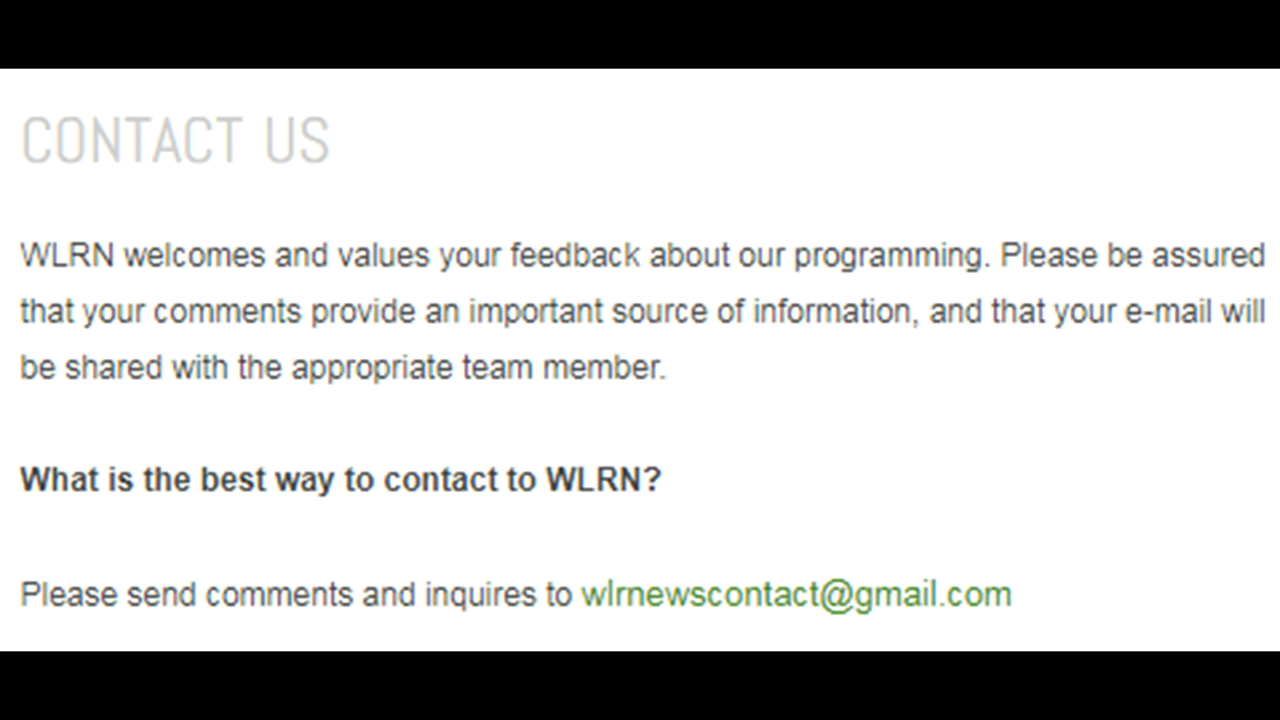 CONTACT US
WLRN welcomes and values your feedback about our programming. Please be assured
that your comments provide an important source of information, and that your e-mail will
be shared with the appropriate team member.
What is the best way to contact to WLRN?
Please send comments and inquires to wlrnewscontact@gmail.com